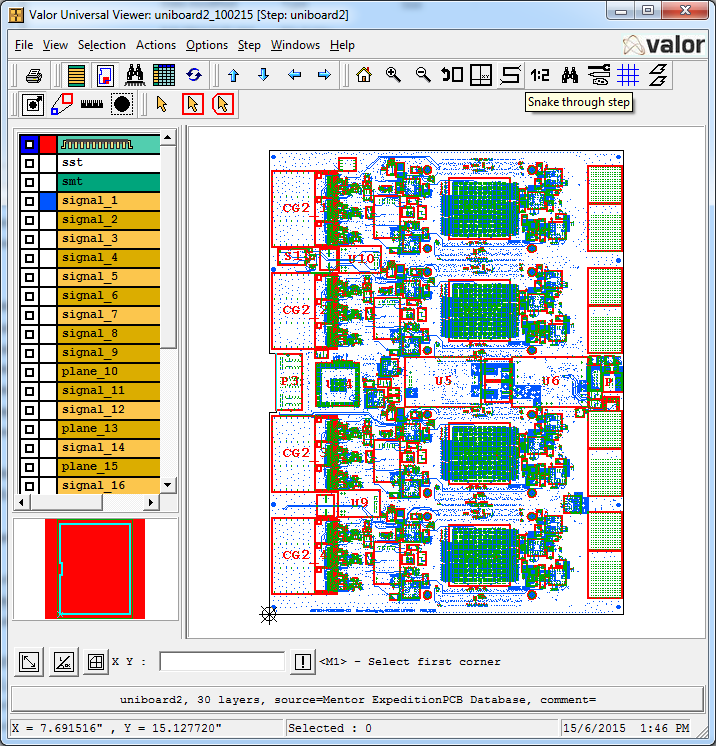 Valor Universal Viewer: uniboard2_100215 [Step: uniboard2]
File View Selection Actions Options Step Windows Help
valor
1:2
Snake through step
sst
smt
signal_1
signal_2
signal_3
signal_4
signal_5
signal_6
signal_7
signal_8
signal_9
plane_10
signal_11
signal_12
plane_13
signal_14
plane_15
signal_16
CG2
U10
CG2
U5
U6
P
CG2
U9
CG2
X Y :
! <M1> - Select first corner
uniboard2, 30 layers, source=Mentor ExpeditionPCB Database, comment=
X = 7.691516" , Y = 15.127720"
Selected : 0
15/6/2015 1:46 PM